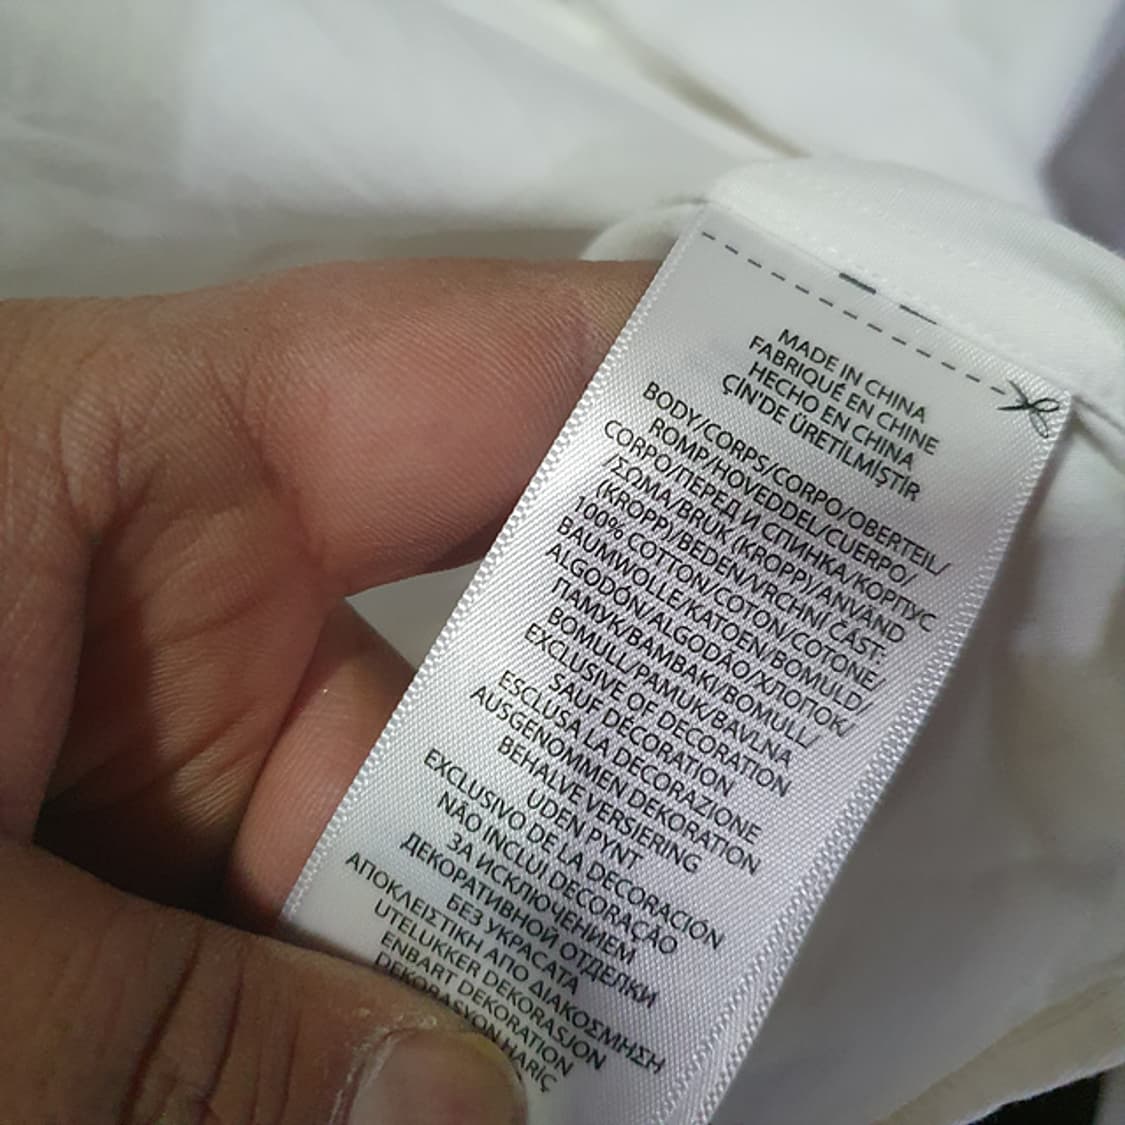 MADE IN CHINA
FABRIQUÉ EN CHINE
HECHO EN CHINA
ÇİN'DE ÜRETİLMİŞTİR
BODY/CORPS/CORPO/OBERTEIL/
ROMP/HOVEDDEL/CUERPO/
CORPO/ПЕРЕД И СПИНКА/КОРПУС
/ΣΩΜΑ/BRUK (KROPP)/ANVÄND
(KROPP)/BEDEN/VRCHNÍ ČÁST:
100% COTTON/COTON/COTONE/
BAUMWOLLE/KATOEN/BOMULD/
ALGODÓN/ALGODÃO/ХЛОПОК/
ПАМУК/ΒΑΜΒΑΚΙ/BOMULL/
BOMULL/PAMUK/BAVLNA
EXCLUSIVE OF DECORATION
SAUF DÉCORATION
ESCLUSA LA DECORAZIONE
AUSGENOMMEN DEKORATION
BEHALVE VERSIERING
UDEN PYNT
EXCLUSIVO DE LA DECORACIÓN
NÃO INCLUI DECORAÇÃO
ЗА ИСКЛЮЧЕНИЕМ
ДЕКОРАТИВНОЙ ОТДЕЛКИ
БЕЗ УКРАСАТА
ΑΠΟΚΛΕΙΣΤΙΚΗ ΑΠΟ ΔΙΑΚΟΣΜΗΣΗ
UTELUKKER DEKORASJON
ENBART DEKORATION
DEKORASYON HARİÇ